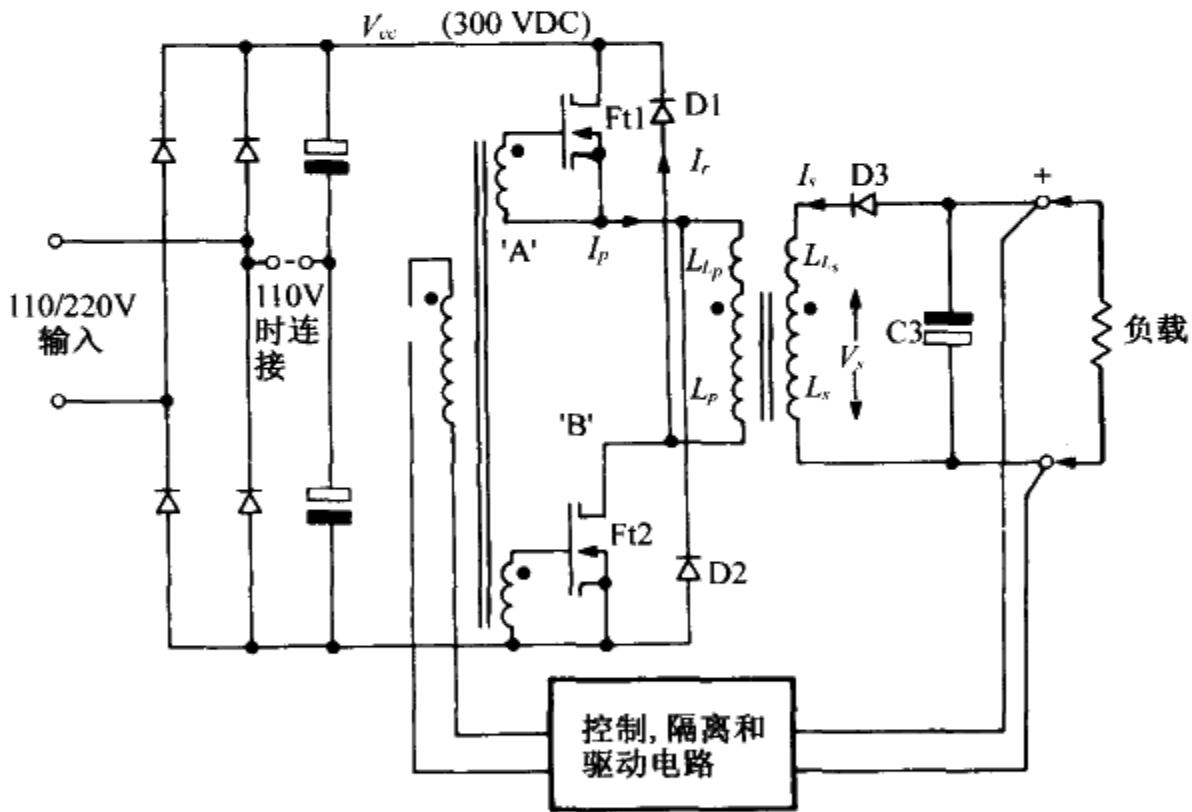 Vcc (300 VDC)
Ft1
D1
Ir
Is
D3
+
'A'
Ip
LLp
LLs
110/220V
输入
110V
时连
接
C3
负载
Vs
Lp
Ls
'B'
Ft2
D2
控制, 隔离和
驱动电路